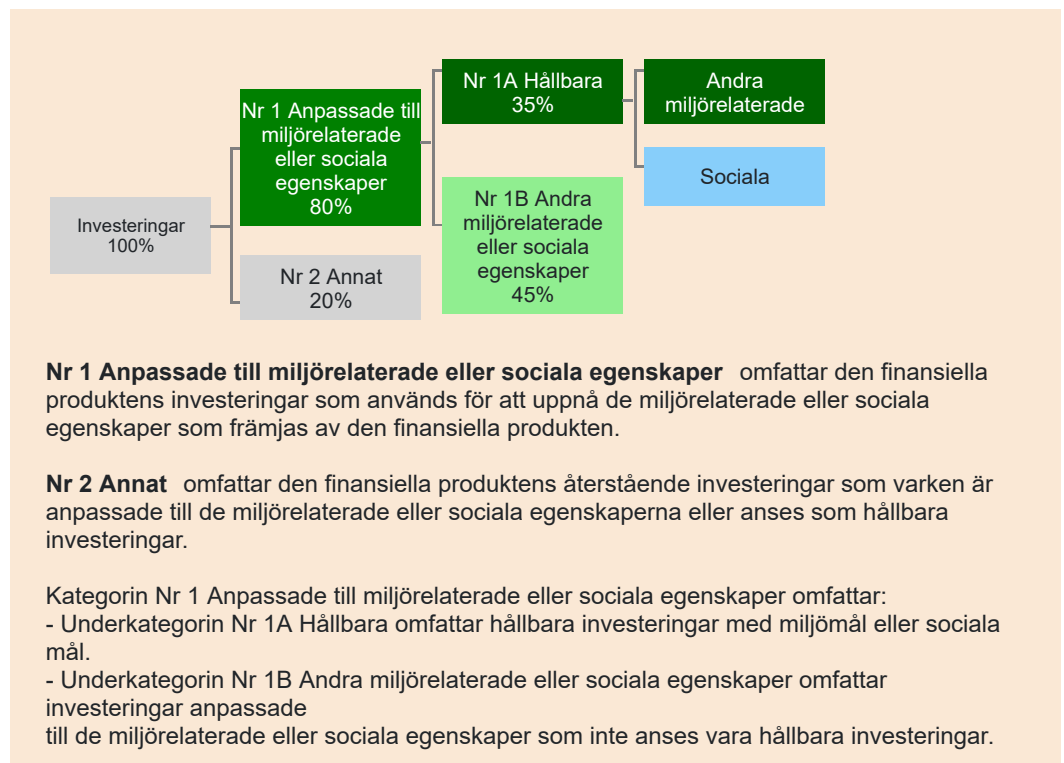 Investeringar
100%
Nr 1 Anpassade till
miljörelaterade
eller sociala
egenskaper
80%
Nr 2 Annat
20%
Nr 1A Hållbara
35%
Nr 1B Andra
miljörelaterade
eller sociala
egenskaper
45%
Andra
miljörelaterade
Sociala
Nr 1 Anpassade till miljörelaterade eller sociala egenskaper omfattar den finansiella
produktens investeringar som används för att uppnå de miljörelaterade eller sociala
egenskaper som främjas av den finansiella produkten.
Nr 2 Annat omfattar den finansiella produktens återstående investeringar som varken är
anpassade till de miljörelaterade eller sociala egenskaperna eller anses som hållbara
investeringar.
Kategorin Nr 1 Anpassade till miljörelaterade eller sociala egenskaper omfattar:
- Underkategorin Nr 1A Hållbara omfattar hållbara investeringar med miljömål eller sociala
mål.
- Underkategorin Nr 1B Andra miljörelaterade eller sociala egenskaper omfattar
investeringar anpassade
till de miljörelaterade eller sociala egenskaper som inte anses vara hållbara investeringar.